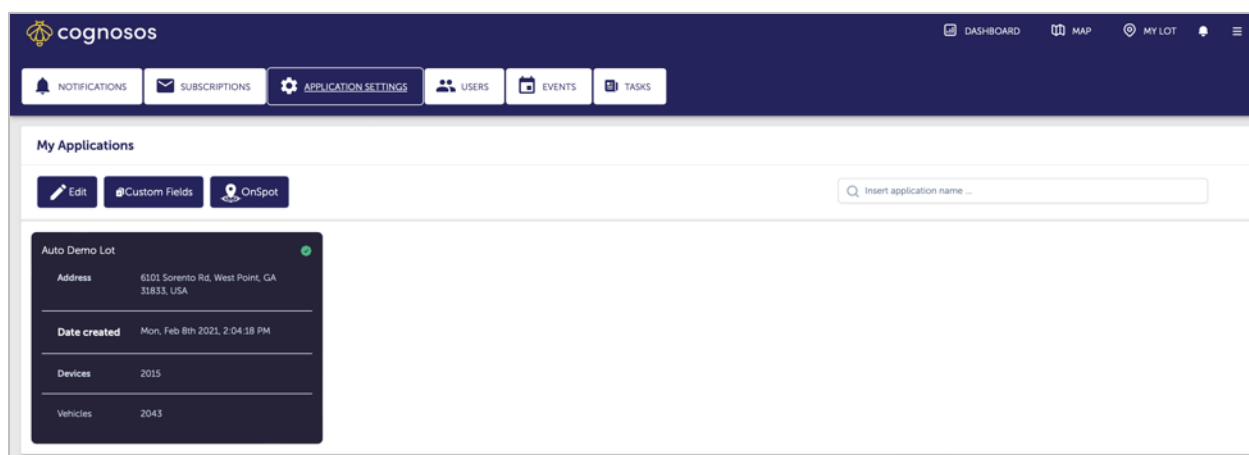 cognosos
DASHBOARD
MAP
MY LOT
NOTIFICATIONS
SUBSCRIPTIONS
APPLICATION SETTINGS
USERS
EVENTS
TASKS
My Applications
Edit
Custom Fields
OnSpot
Insert application name ...
Auto Demo Lot
Address 6101 Sorento Rd, West Point, GA
31833, USA
Date created Mon, Feb 8th 2021, 2:04:18 PM
Devices 2015
Vehicles 2043